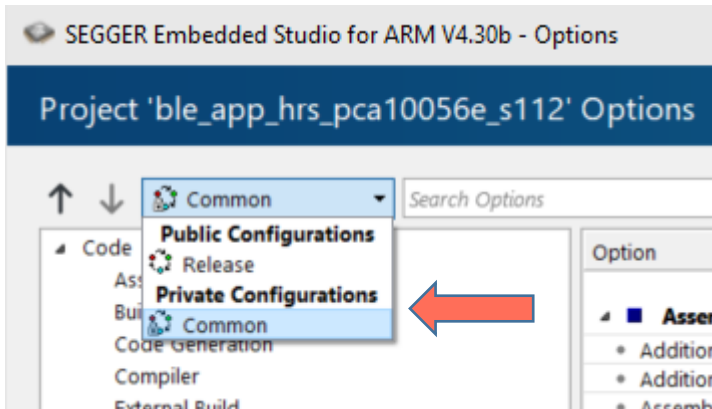 SEGGER Embedded Studio for ARM V4.30b - Options
Project 'ble_app_hrs_pca10056e_s112' Options
Common
Search Options
Public Configurations
Release
Private Configurations
Common
Code
Code Generation
Compiler
External Build
Option